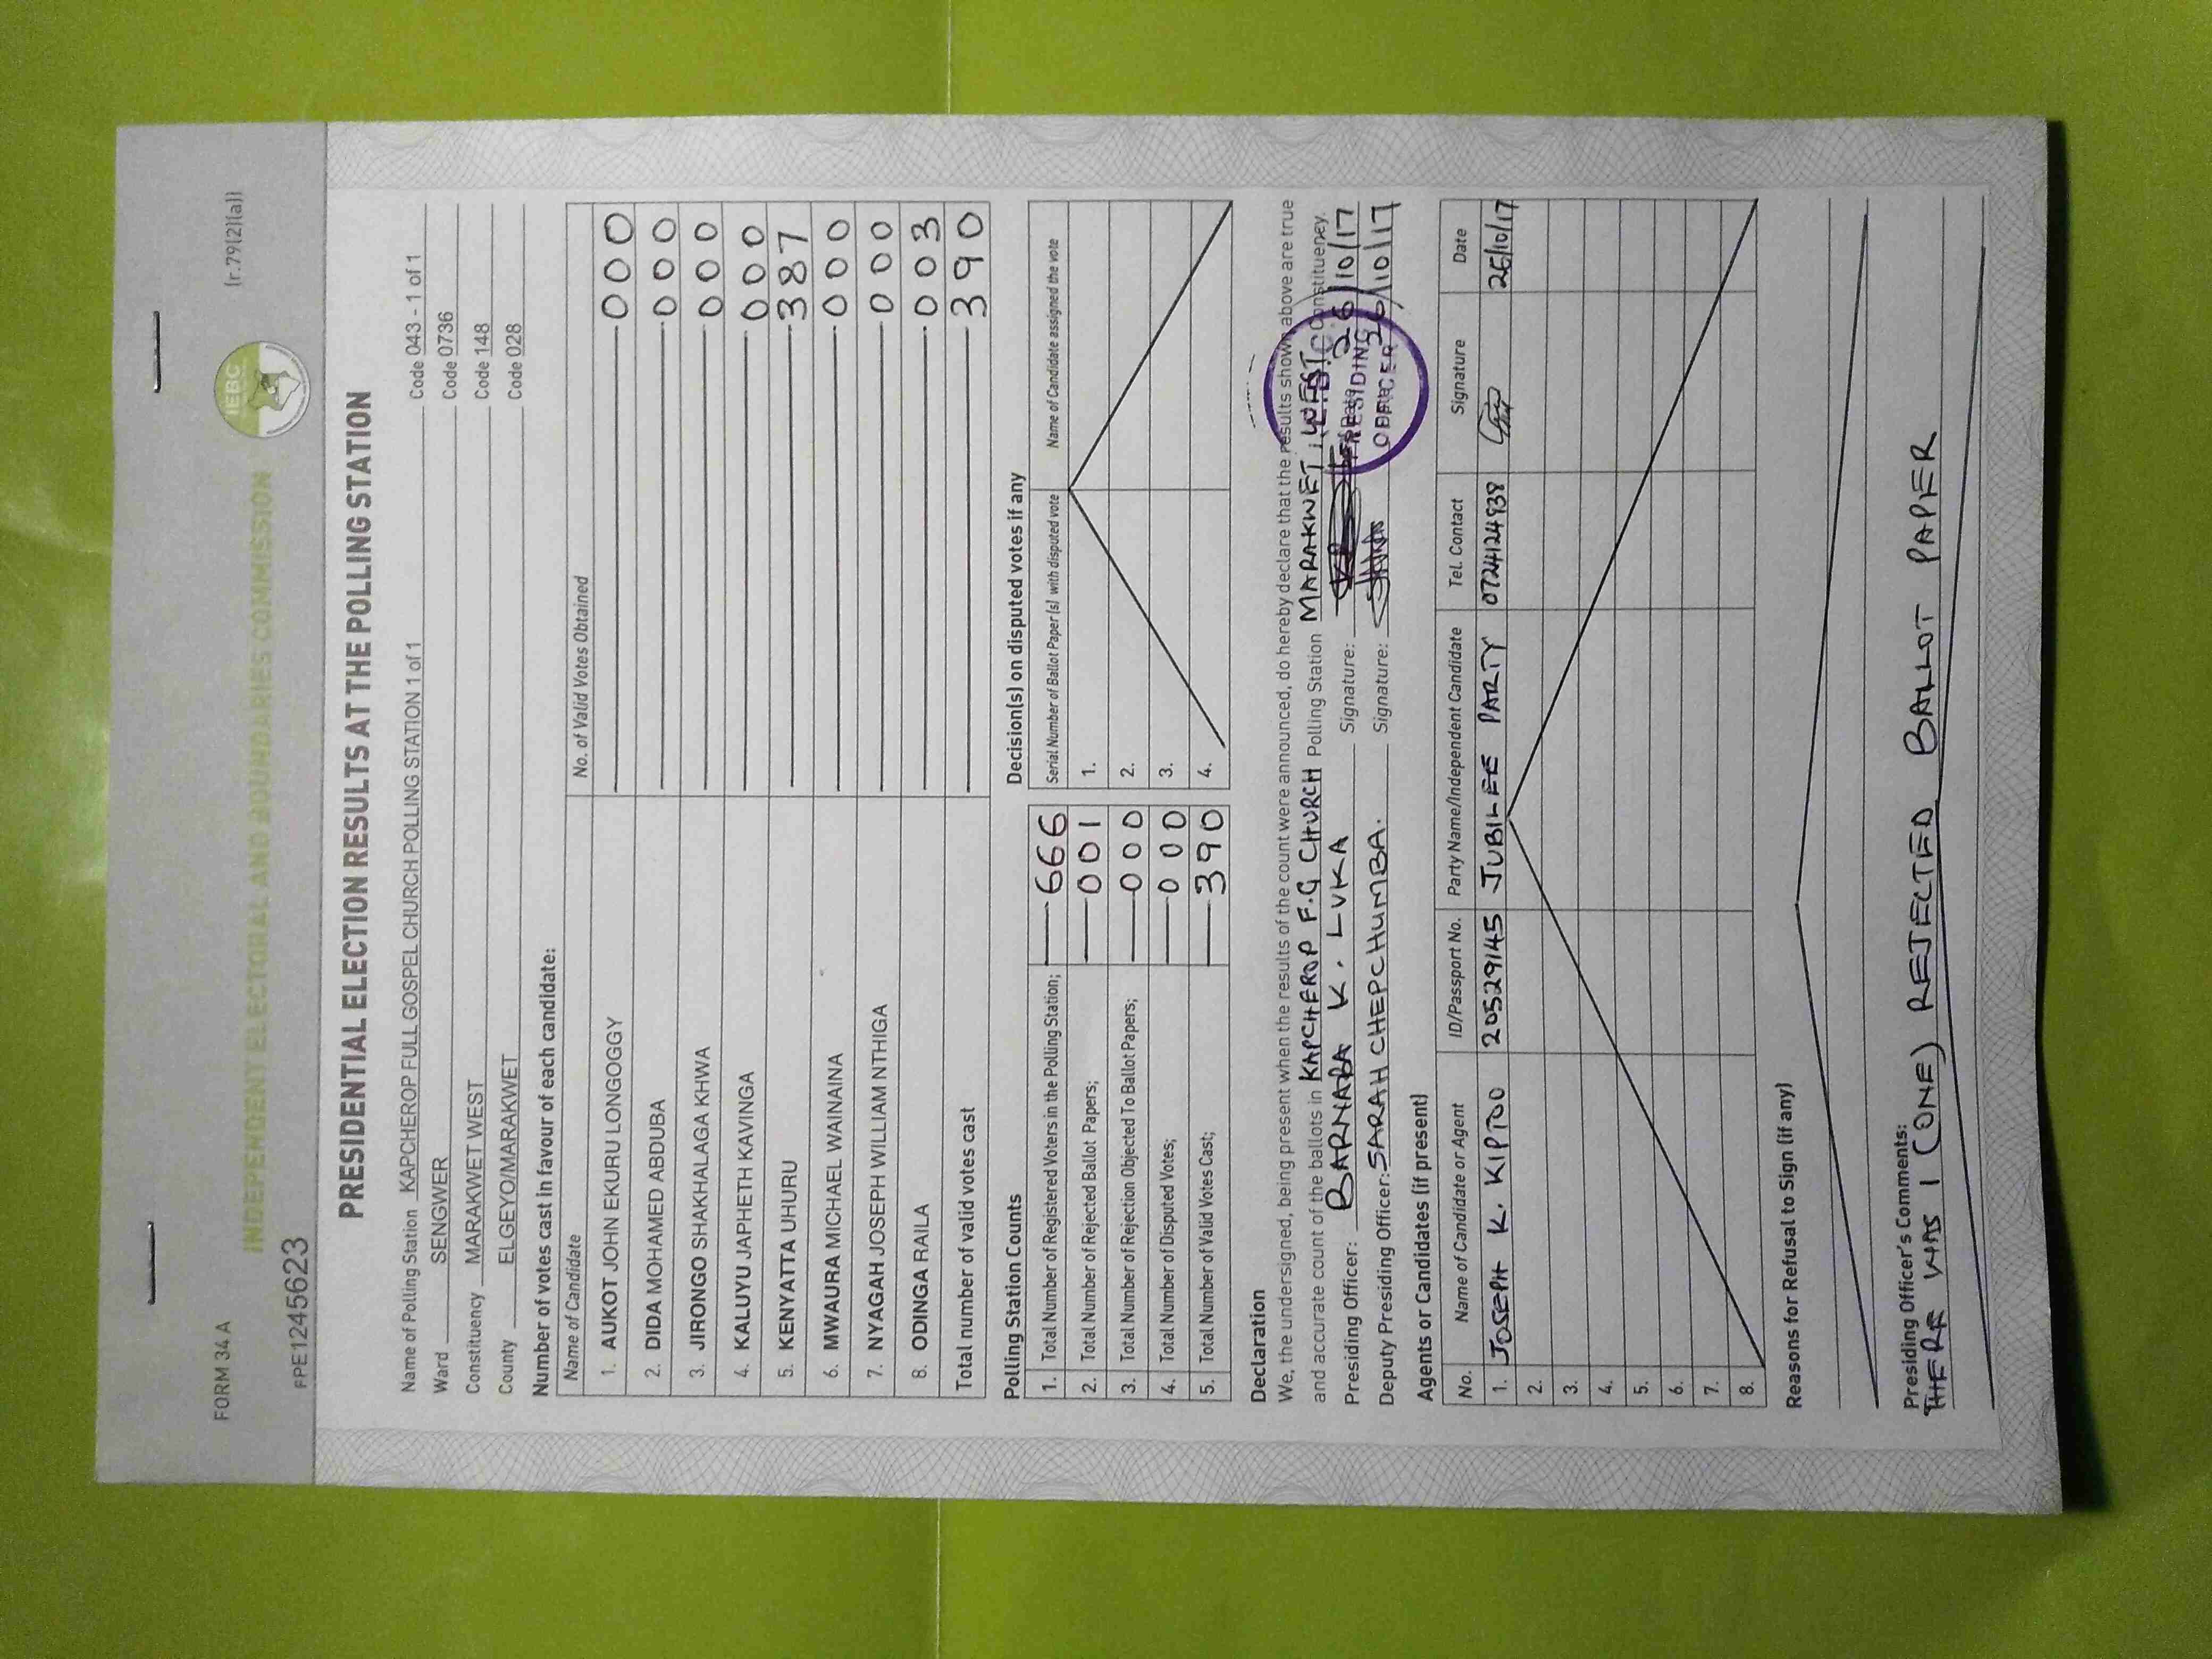 FORM 34 A
(r.79(2)(a))
IEBC
INDEPENDENT ELECTORAL AND BOUNDARIES COMMISSION
FPE1245623
PRESIDENTIAL ELECTION RESULTS AT THE POLLING STATION
Name of Polling Station KAPCHEROP FULL GOSPEL CHURCH POLLING STATION 1 of 1 Code 043 - 1 of 1
Ward SENGWER Code 0736
Constituency MARAKWET WEST Code 148
County ELGEYO/MARAKWET Code 028
Number of votes cast in favour of each candidate:
Name of Candidate No. of Valid Votes Obtained
1. AUKOT JOHN EKURU LONGOGGY 000
2. DIDA MOHAMED ABDUBA 000
3. JIRONGO SHAKHALAGA KHWA 000
4. KALUYU JAPHETH KAVINGA 000
5. KENYATTA UHURU 387
6. MWAURA MICHAEL WAINAINA 000
7. NYAGAH JOSEPH WILLIAM NTHIGA 000
8. ODINGA RAILA 003
Total number of valid votes cast 390
Polling Station Counts
1. Total Number of Registered Voters in the Polling Station; 666
2. Total Number of Rejected Ballot Papers; 001
3. Total Number of Rejection Objected To Ballot Papers; 000
4. Total Number of Disputed Votes; 000
5. Total Number of Valid Votes Cast; 390
Decision(s) on disputed votes if any
Serial Number of Ballot Paper (s) with disputed vote Name of Candidate assigned the vote
1.
2.
3.
4.
Declaration
We, the undersigned, being present when the results of the count were announced, do hereby declare that the results shown above are true
and accurate count of the ballots in KAPCHEROP F.G CHURCH Polling Station MARAKWET WEST Constituency.
Presiding Officer: BARNABA K. LUKA Signature: 26/10/17
Deputy Presiding Officer: SARAH CHEPCHUMBA. Signature: 26/10/17
PRESIDING OFFICER
Agents or Candidates (if present)
No. Name of Candidate or Agent ID/Passport No. Party Name/Independent Candidate Tel. Contact Signature Date
1. JOSEPH K. KIPTOO 20529145 JUBILEE PARTY 0724124938 26/10/17
2.
3.
4.
5.
6.
7.
8.
Reasons for Refusal to Sign (if any)
Presiding Officer's Comments:
THERE WAS 1 (ONE) REJECTED BALLOT PAPER